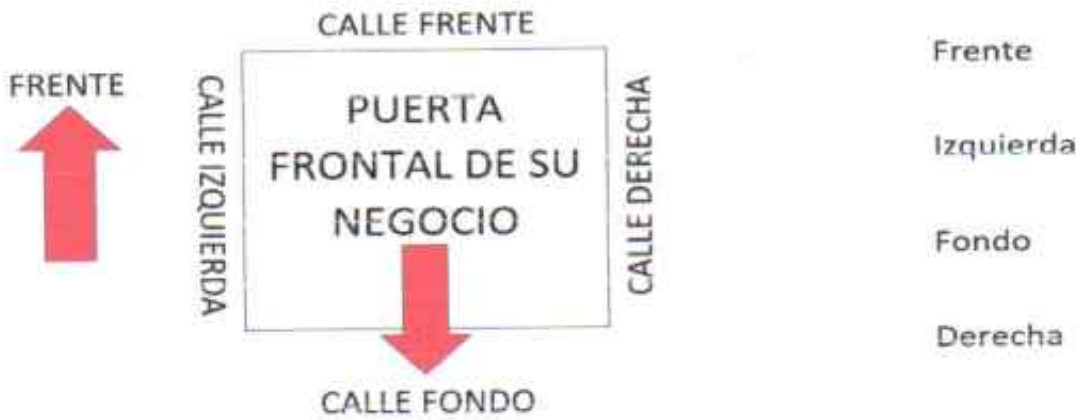 CALLE FRENTE
FRENTE
CALLE IZQUIERDA
PUERTA
FRONTAL DE SU
NEGOCIO
CALLE DERECHA
CALLE FONDO
Frente
Izquierda
Fondo
Derecha